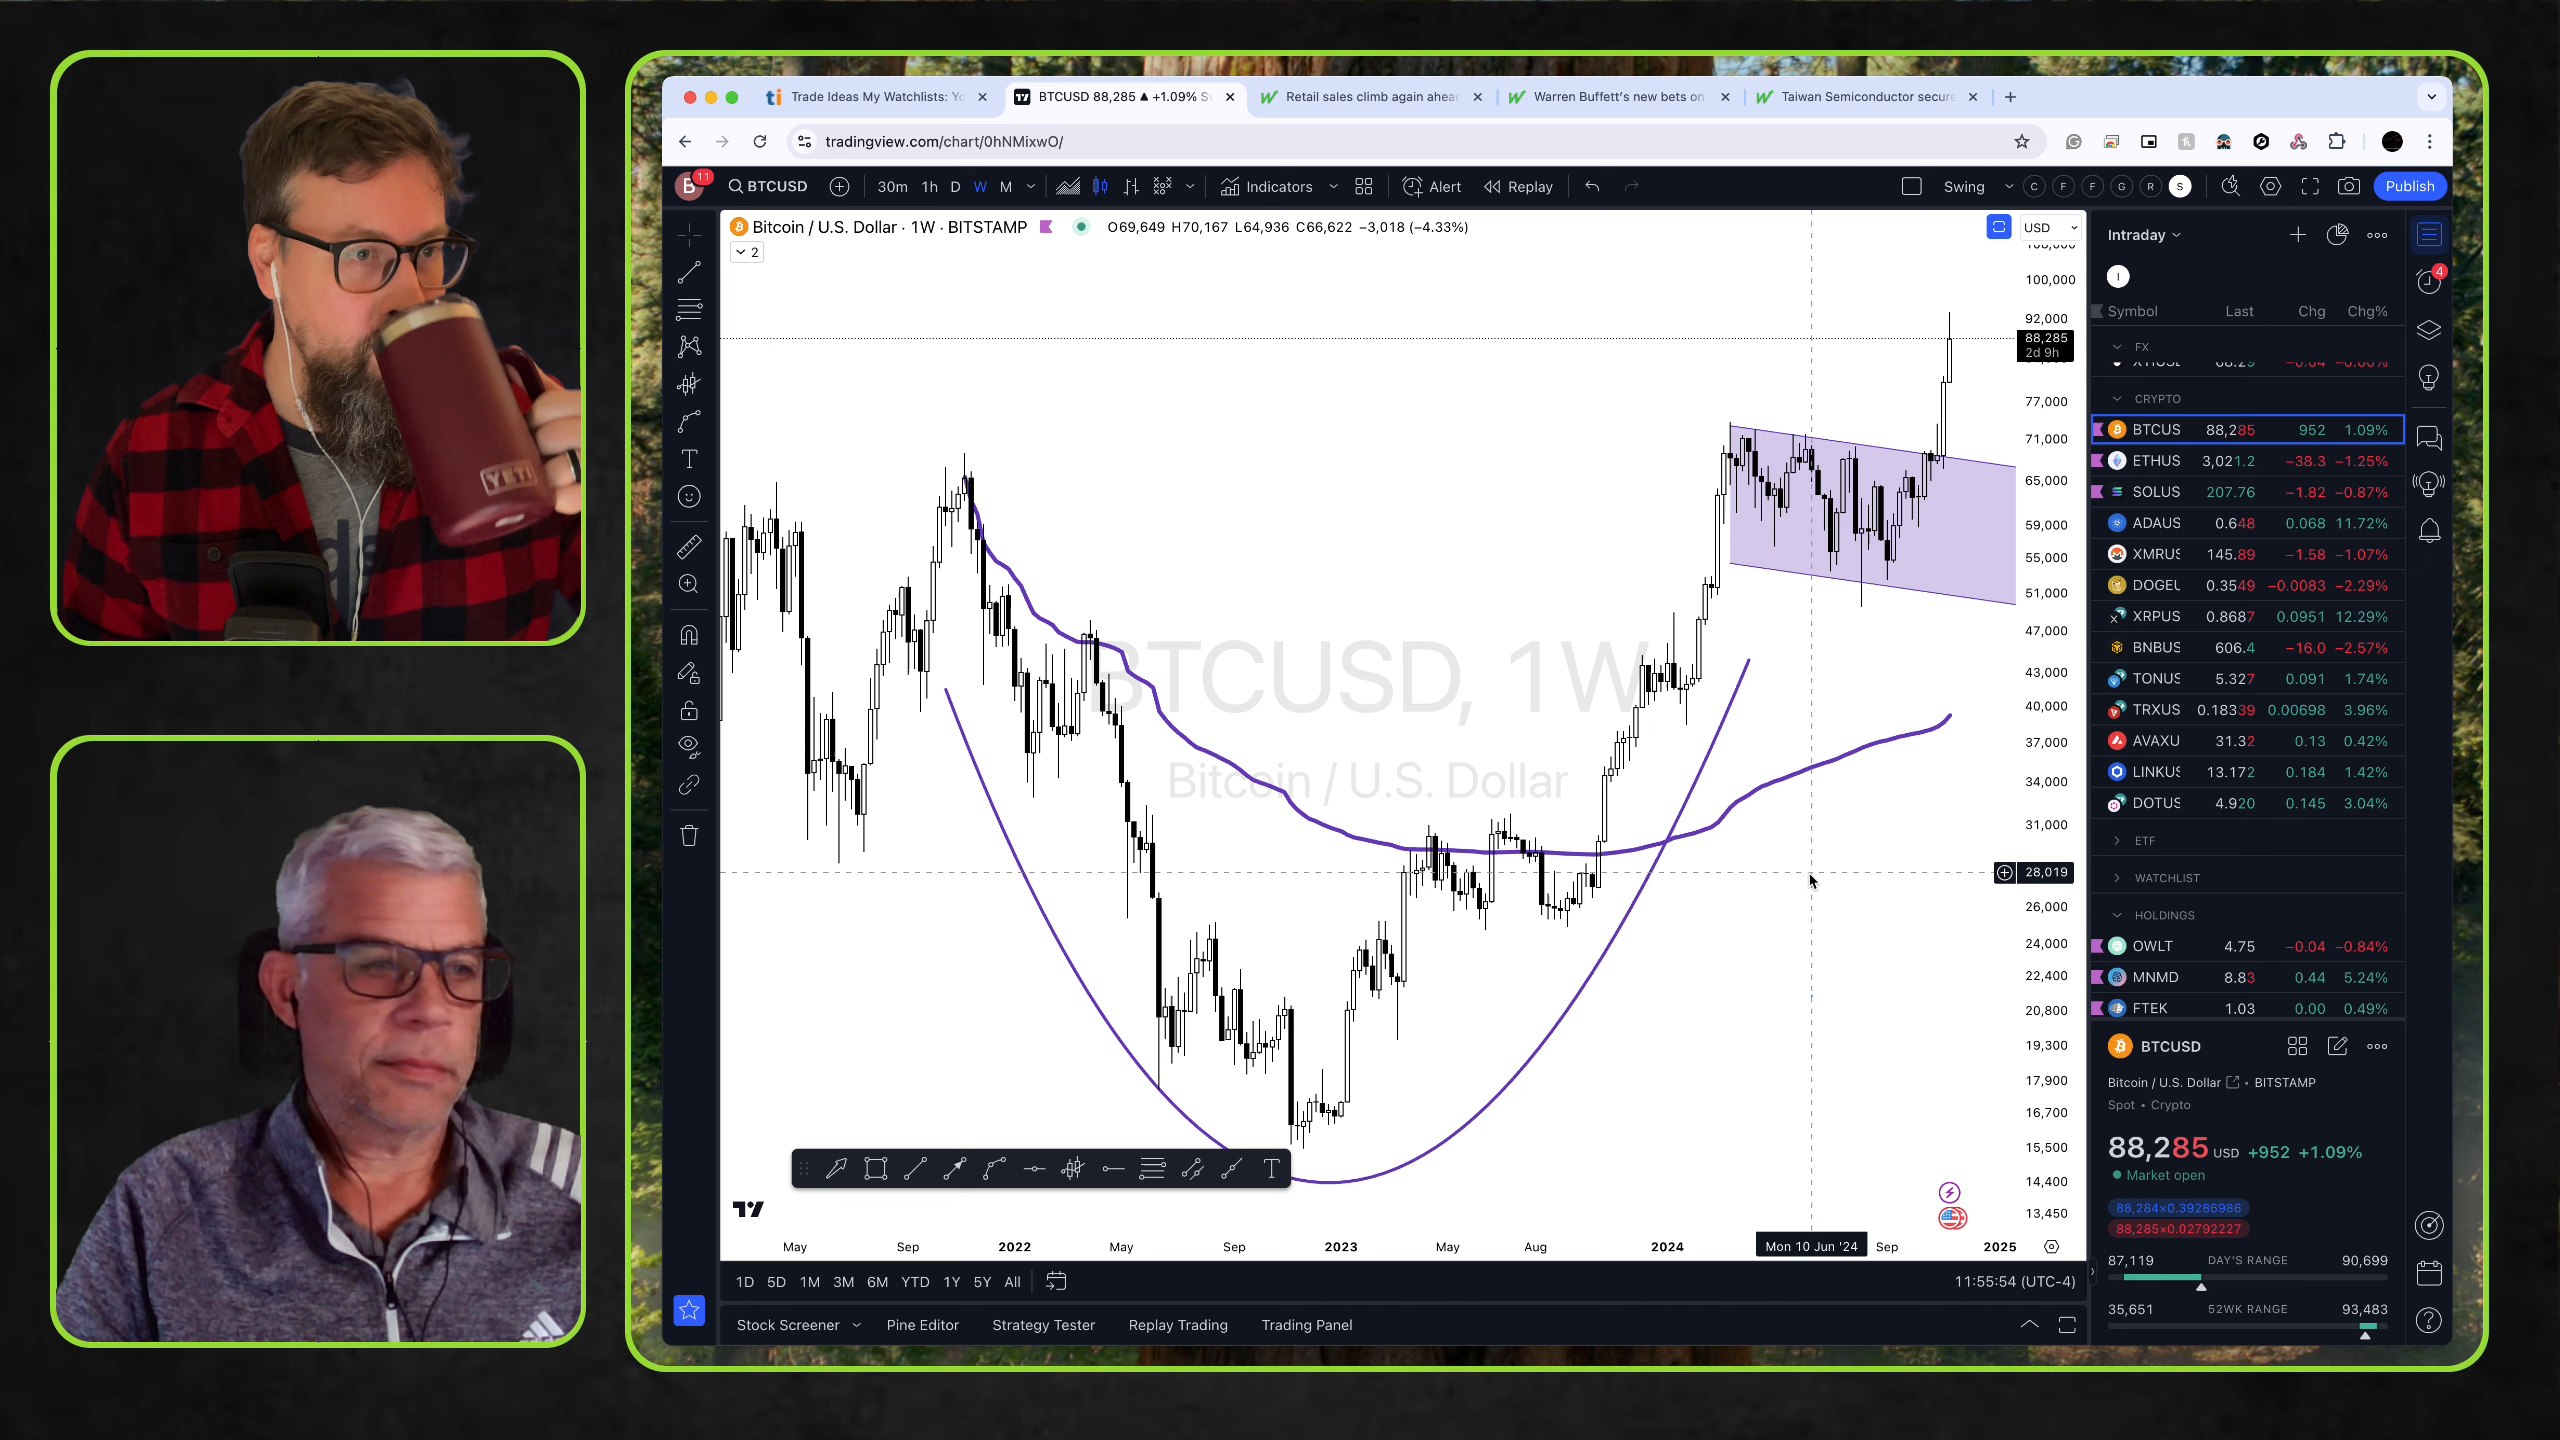 YETI
Trade Ideas My Watchlists: Yo
BTCUSD 88,285 ▲ +1.09% S
Retail sales climb again ahea
Warren Buffett's new bets on
Taiwan Semiconductor secure
tradingview.com/chart/0hNMixwO/
B 11
BTCUSD
30m 1h D W M
Indicators
Alert
Replay
Swing
C F F G R S
Publish
Bitcoin / U.S. Dollar · 1W · BITSTAMP
O69,649 H70,167 L64,936 C66,622 −3,018 (−4.33%)
USD
2
BTCUSD, 1W
Bitcoin / U.S. Dollar
100,000
92,000
88,285
2d 9h
77,000
71,000
65,000
59,000
55,000
51,000
47,000
43,000
40,000
37,000
34,000
31,000
28,019
26,000
24,000
22,400
20,800
19,300
17,900
16,700
15,500
14,400
13,450
May Sep 2022 May Sep 2023 May Aug 2024 Mon 10 Jun '24 Sep 2025
1D 5D 1M 3M 6M YTD 1Y 5Y All
11:55:54 (UTC-4)
Stock Screener
Pine Editor
Strategy Tester
Replay Trading
Trading Panel
Intraday
I
4
Symbol Last Chg Chg%
FX
CRYPTO
BTCUS 88,285 952 1.09%
ETHUS 3,021.2 −38.3 −1.25%
SOLUS 207.76 −1.82 −0.87%
ADAUS 0.648 0.068 11.72%
XMRUS 145.89 −1.58 −1.07%
DOGEU 0.3549 −0.0083 −2.29%
XRPUS 0.8687 0.0951 12.29%
BNBUS 606.4 −16.0 −2.57%
TONUS 5.327 0.091 1.74%
TRXUS 0.18339 0.00698 3.96%
AVAXU 31.32 0.13 0.42%
LINKUS 13.172 0.184 1.42%
DOTUS 4.920 0.145 3.04%
ETF
WATCHLIST
HOLDINGS
OWLT 4.75 −0.04 −0.84%
MNMD 8.83 0.44 5.24%
FTEK 1.03 0.00 0.49%
BTCUSD
Bitcoin / U.S. Dollar • BITSTAMP
Spot • Crypto
88,285 USD +952 +1.09%
Market open
88,284×0.39286986
88,285×0.02792227
87,119 DAY'S RANGE 90,699
35,651 52WK RANGE 93,483